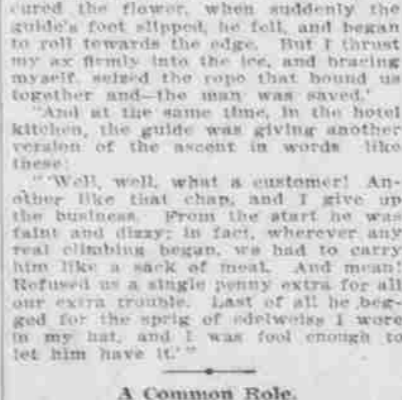 cured the flower, when suddenly the
guide's foot slipped, he fell, and began
to roll towards the edge. But I thrust
my ax firmly into the ice, and bracing
myself, seized the rope that bound us
together and—the man was saved.'
"And at the same time, in the hotel
kitchen, the guide was giving another
version of the ascent in words like
these:
"'Well, well, what a customer! An-
other like that chap, and I give up
the business. From the start he was
faint and dizzy; in fact, wherever any
real climbing began, we had to carry
him like a sack of meal. And mean!
Refused us a single penny extra for all
our extra trouble. Last of all he beg-
ged for the sprig of edelweiss I wore
in my hat, and I was fool enough to
let him have it.'"
A Common Role.